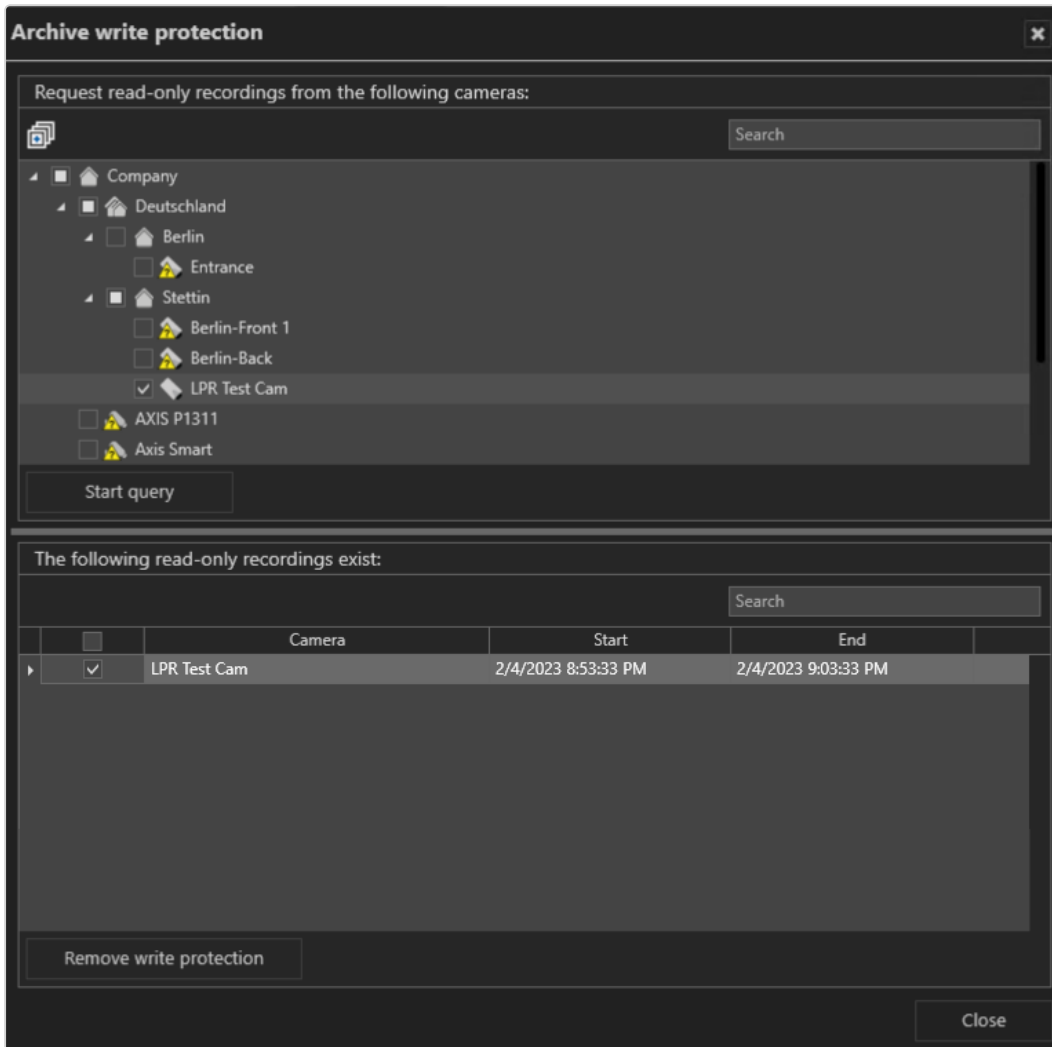 Archive write protection
Request read-only recordings from the following cameras:
Search
Company
Deutschland
Berlin
Entrance
Stettin
Berlin-Front 1
Berlin-Back
LPR Test Cam
AXIS P1311
Axis Smart
Start query
The following read-only recordings exist:
Search
Camera Start End
LPR Test Cam 2/4/2023 8:53:33 PM 2/4/2023 9:03:33 PM
Remove write protection
Close